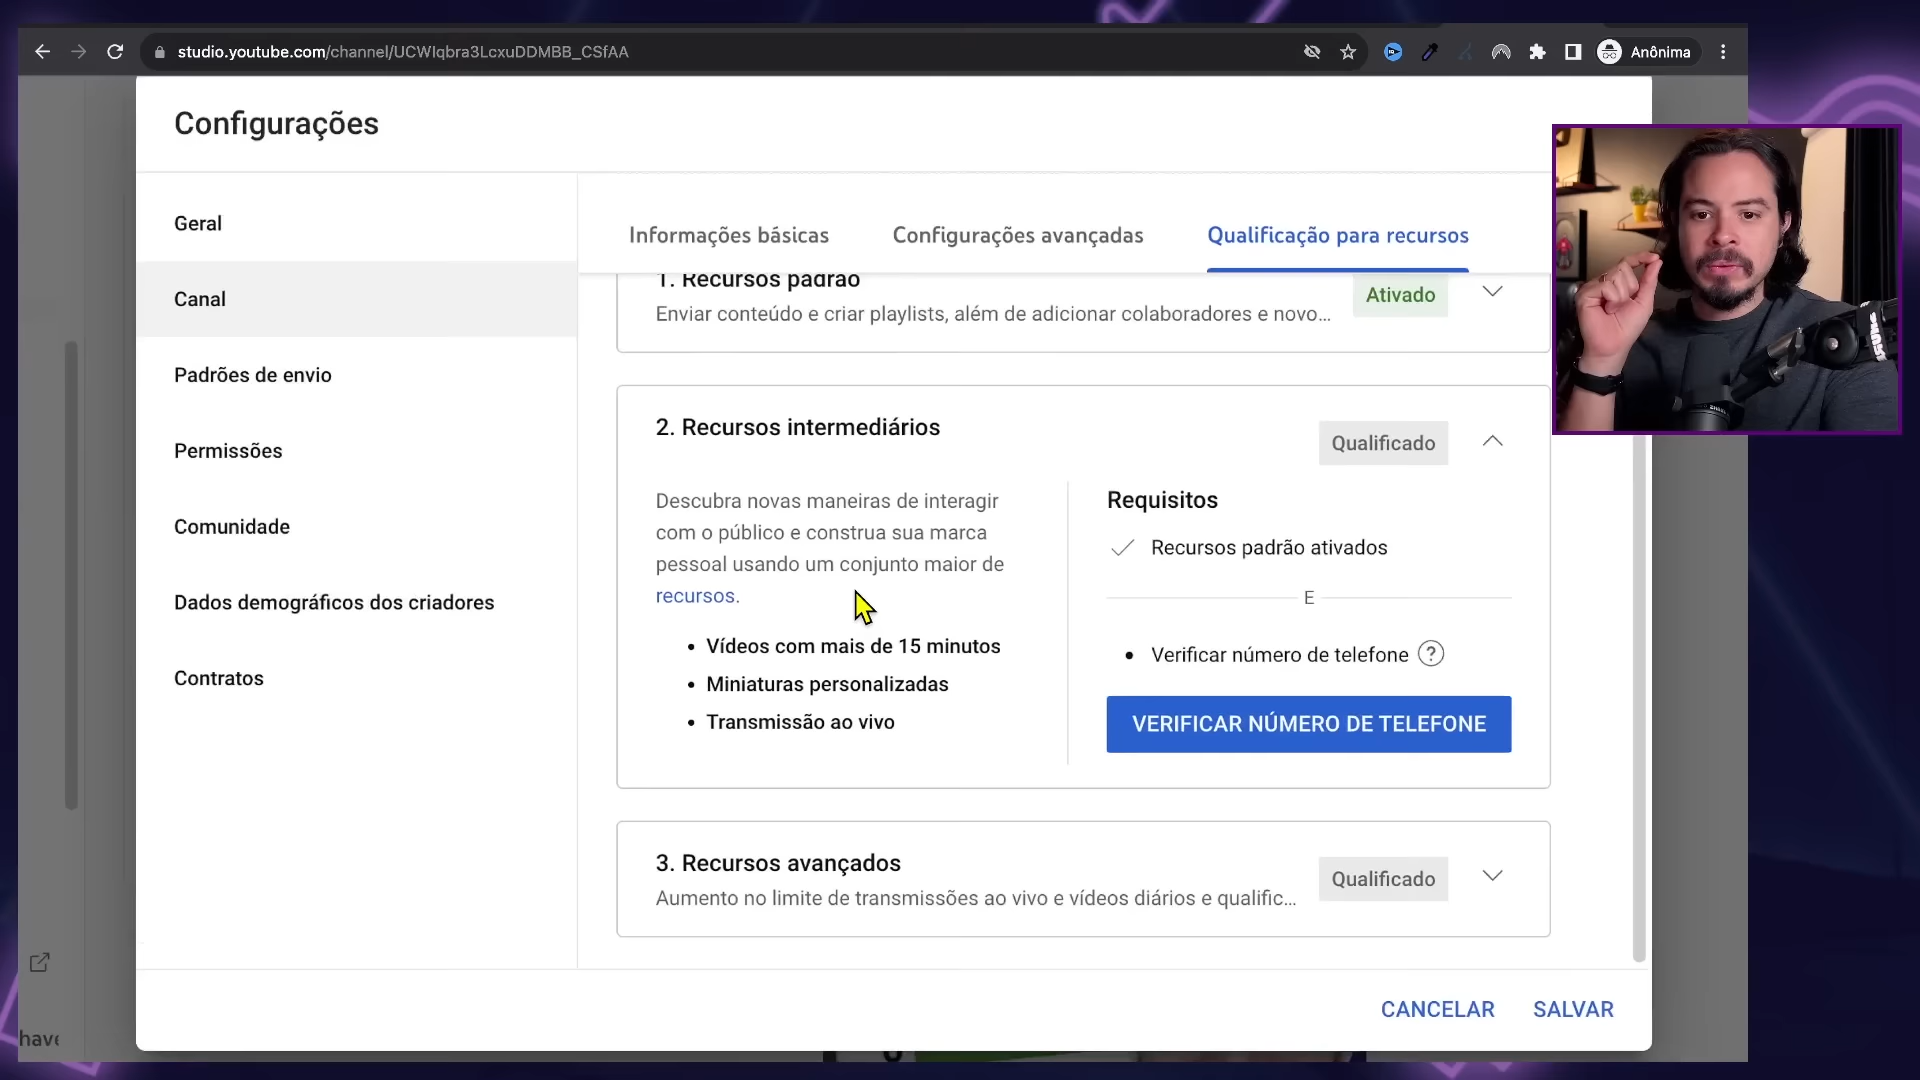 studio.youtube.com/channel/UCWIqbra3LcxuDDMBB_CSfAA
Anônima
Configurações
Geral
Canal
Padrões de envio
Permissões
Comunidade
Dados demográficos dos criadores
Contratos
Informações básicas
Configurações avançadas
Qualificação para recursos
1. Recursos padrão
Ativado
Enviar conteúdo e criar playlists, além de adicionar colaboradores e novo...
2. Recursos intermediários
Qualificado
Descubra novas maneiras de interagir
com o público e construa sua marca
pessoal usando um conjunto maior de
recursos.
• Vídeos com mais de 15 minutos
• Miniaturas personalizadas
• Transmissão ao vivo
Requisitos
Recursos padrão ativados
E
• Verificar número de telefone
VERIFICAR NÚMERO DE TELEFONE
3. Recursos avançados
Qualificado
Aumento no limite de transmissões ao vivo e vídeos diários e qualific...
CANCELAR
SALVAR